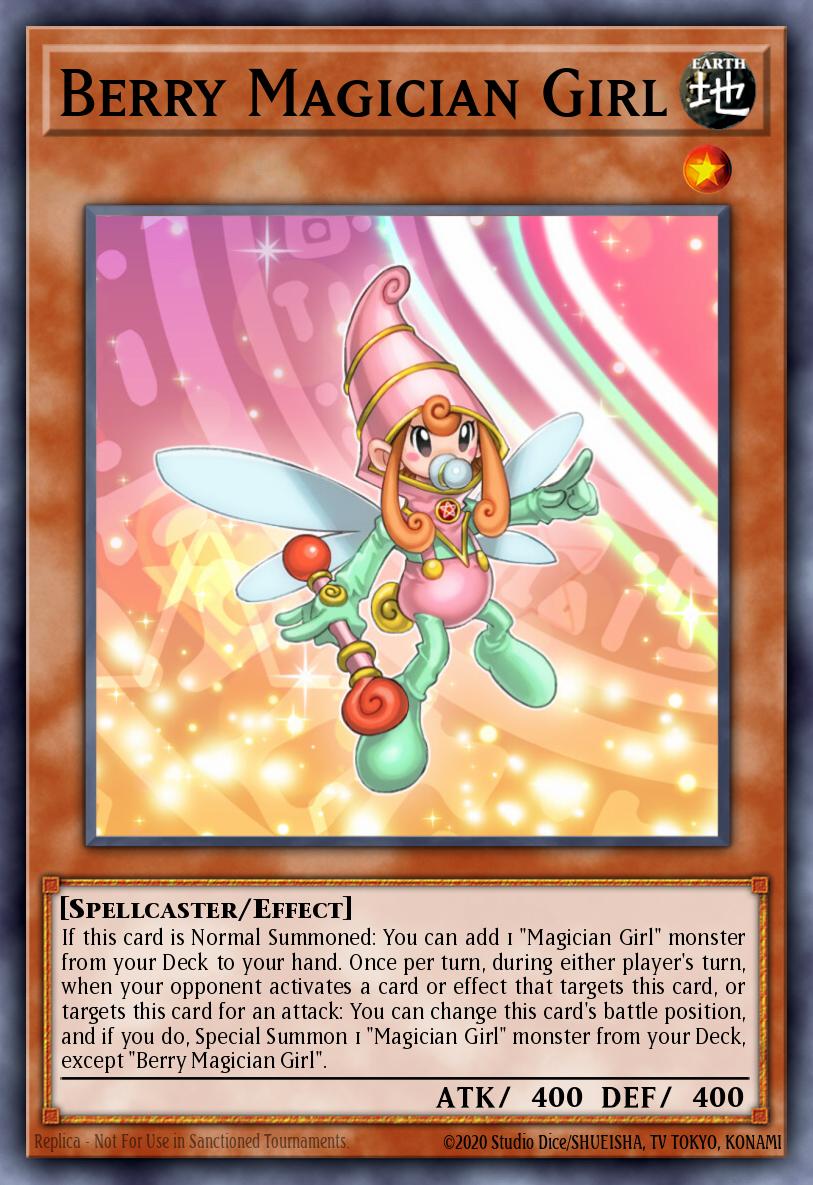 BERRY MAGICIAN GIRL
EARTH
地
[SPELLCASTER/EFFECT]
If this card is Normal Summoned: You can add 1 "Magician Girl" monster
from your Deck to your hand. Once per turn, during either player's turn,
when your opponent activates a card or effect that targets this card, or
targets this card for an attack: You can change this card's battle position,
and if you do, Special Summon 1 "Magician Girl" monster from your Deck,
except "Berry Magician Girl".
ATK/ 400 DEF/ 400
Replica - Not For Use in Sanctioned Tournaments.
©2020 Studio Dice/SHUEISHA, TV TOKYO, KONAMI